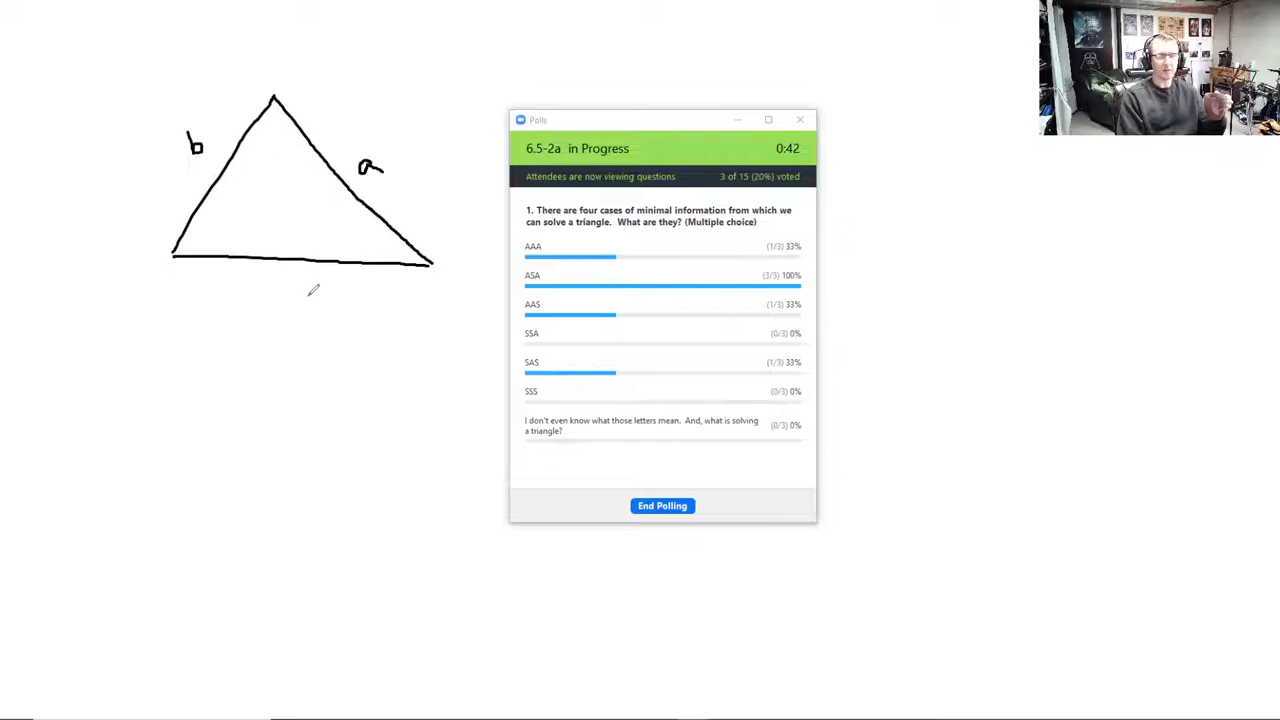 b
a
Polls
6.5-2a in Progress
0:42
Attendees are now viewing questions
3 of 15 (20%) voted
1. There are four cases of minimal information from which we
can solve a triangle. What are they? (Multiple choice)
AAA
(1/3) 33%
ASA
(3/3) 100%
AAS
(1/3) 33%
SSA
(0/3) 0%
SAS
(1/3) 33%
SSS
(0/3) 0%
I don't even know what those letters mean. And, what is solving
a triangle?
(0/3) 0%
End Polling